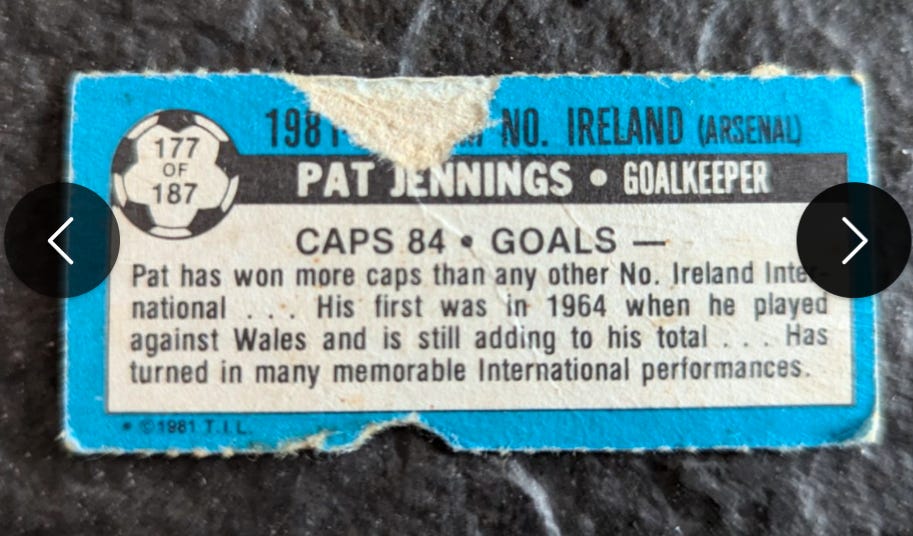 177
OF
187
198 NO. IRELAND (ARSENAL)
PAT JENNINGS • GOALKEEPER
CAPS 84 • GOALS —
Pat has won more caps than any other No. Ireland Inter-
national . . . His first was in 1964 when he played
against Wales and is still adding to his total . . . Has
turned in many memorable International performances.
• ©1981 T.I.L.